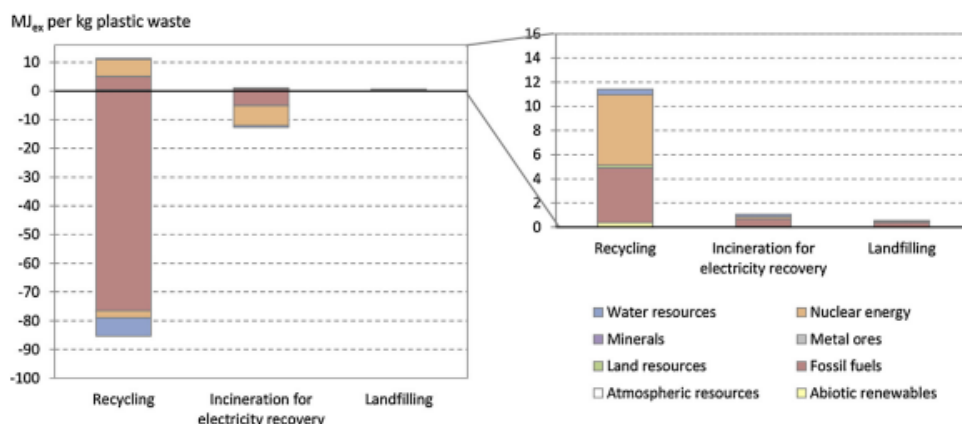 MJex per kg plastic waste
10
0
-10
-20
-30
-40
-50
-60
-70
-80
-90
-100
Recycling
Incineration for
electricity recovery
Landfilling
16
14
12
10
8
6
4
2
0
Recycling
Incineration for
electricity recovery
Landfilling
Water resources
Nuclear energy
Minerals
Metal ores
Land resources
Fossil fuels
Atmospheric resources
Abiotic renewables